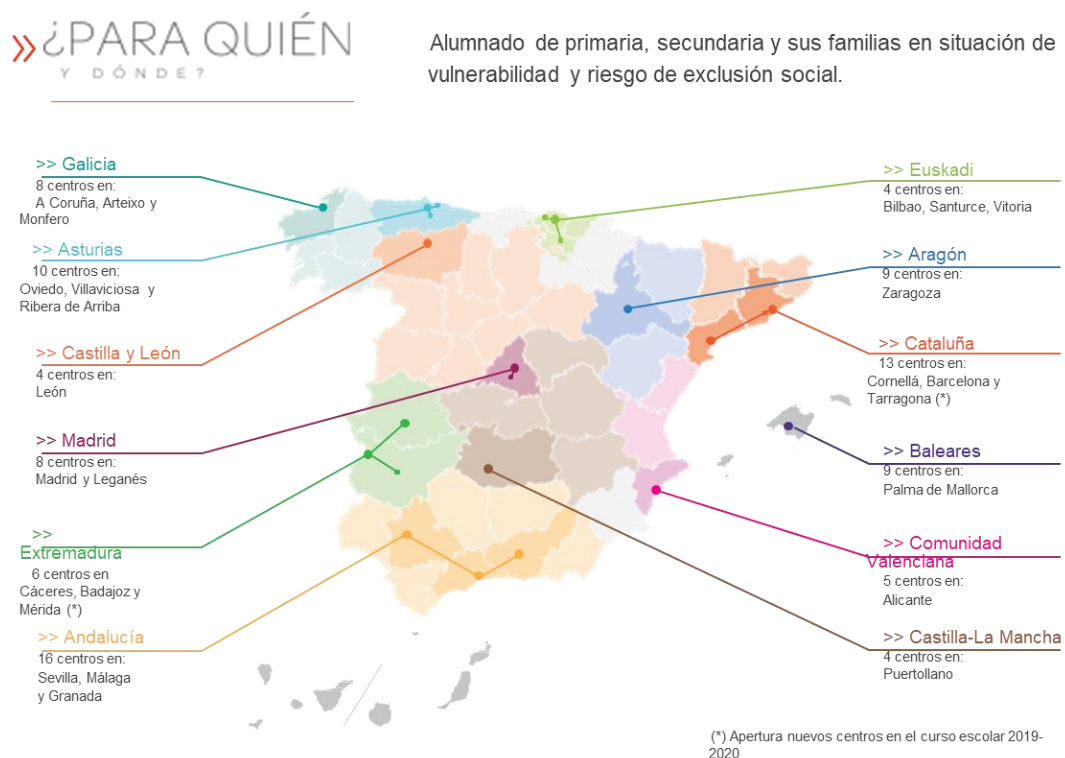 »¿PARA QUIÉN
Y DÓNDE?
Alumnado de primaria, secundaria y sus familias en situación de
vulnerabilidad y riesgo de exclusión social.
>> Galicia
8 centros en:
A Coruña, Arteixo y
Monfero
>> Asturias
10 centros en:
Oviedo, Villaviciosa y
Ribera de Arriba
>> Castilla y León
4 centros en:
León
>> Madrid
8 centros en:
Madrid y Leganés
>>
Extremadura
6 centros en
Cáceres, Badajoz y
Mérida (*)
>> Andalucía
16 centros en:
Sevilla, Málaga
y Granada
>> Euskadi
4 centros en:
Bilbao, Santurce, Vitoria
>> Aragón
9 centros en:
Zaragoza
>> Cataluña
13 centros en:
Cornellá, Barcelona y
Tarragona (*)
>> Baleares
9 centros en:
Palma de Mallorca
>> Comunidad
Valenciana
5 centros en:
Alicante
>> Castilla-La Mancha
4 centros en:
Puertollano
(*) Apertura nuevos centros en el curso escolar 2019-
2020